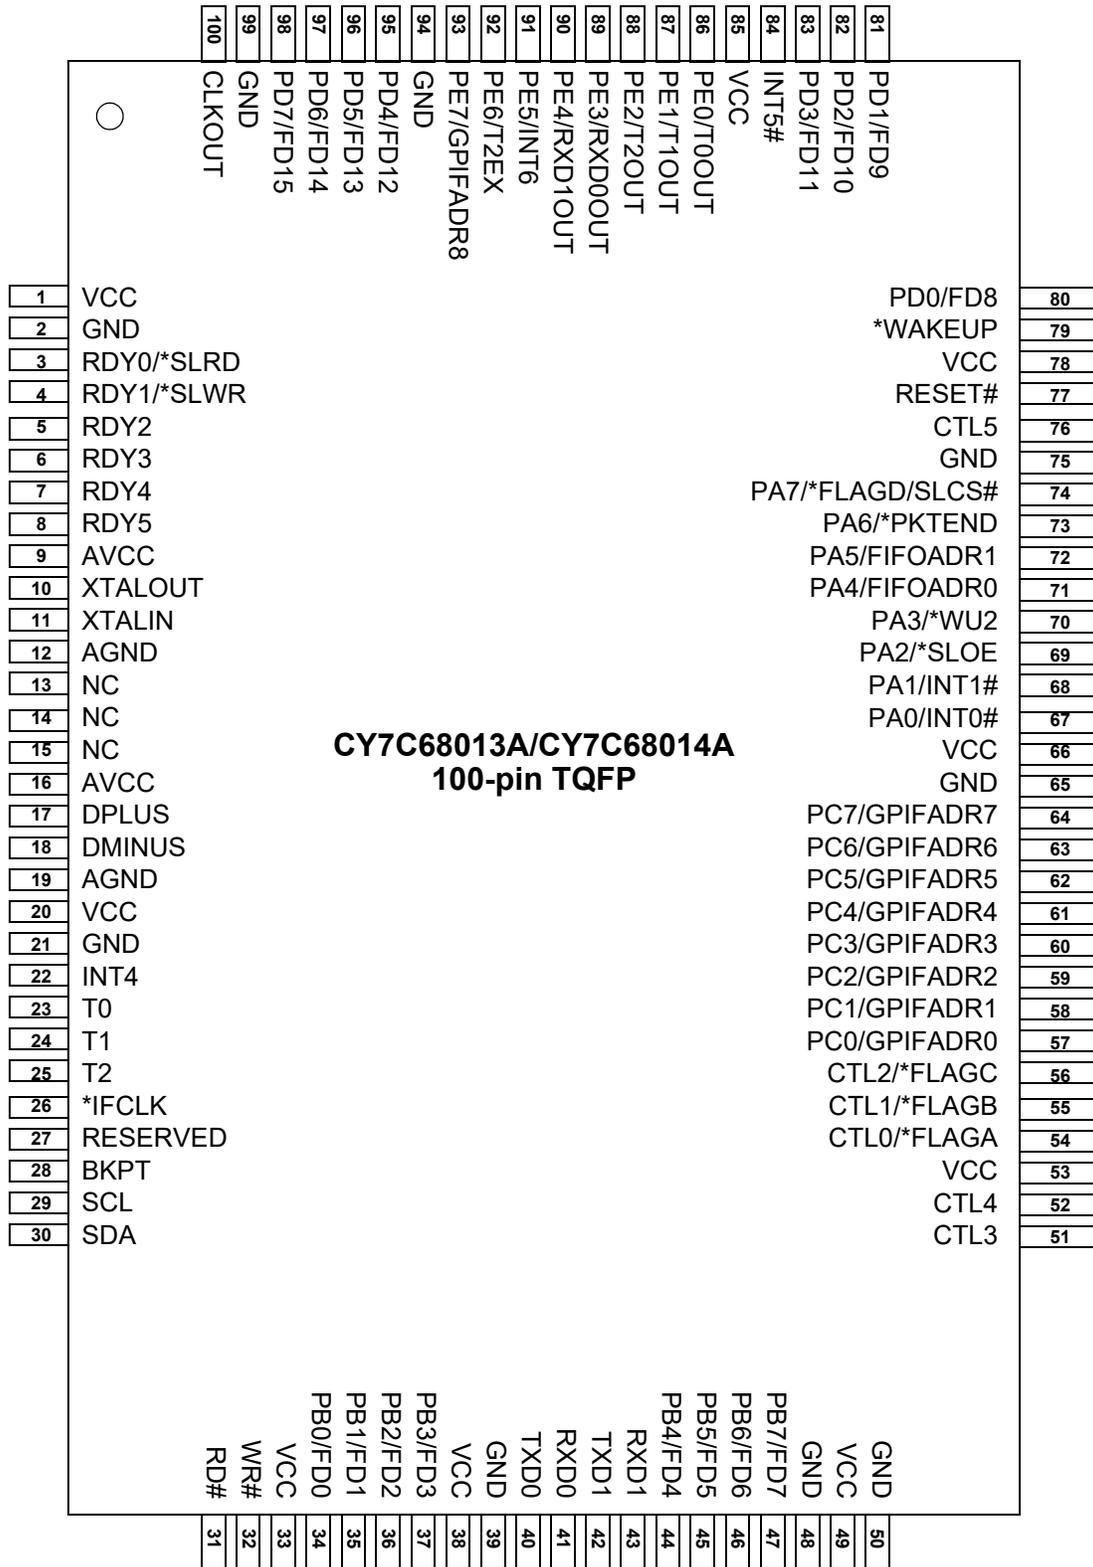 100 99 98 97 96 95 94 93 92 91 90 89 88 87 86 85 84 83 82 81
CLKOUT
GND
PD7/FD15
PD6/FD14
PD5/FD13
PD4/FD12
GND
PE7/GPIFADR8
PE6/T2EX
PE5/INT6
PE4/RXD1OUT
PE3/RXD0OUT
PE2/T2OUT
PE1/T1OUT
PE0/T0OUT
VCC
INT5#
PD3/FD11
PD2/FD10
PD1/FD9
1 VCC
2 GND
3 RDY0/*SLRD
4 RDY1/*SLWR
5 RDY2
6 RDY3
7 RDY4
8 RDY5
9 AVCC
10 XTALOUT
11 XTALIN
12 AGND
13 NC
14 NC
15 NC
16 AVCC
17 DPLUS
18 DMINUS
19 AGND
20 VCC
21 GND
22 INT4
23 T0
24 T1
25 T2
26 *IFCLK
27 RESERVED
28 BKPT
29 SCL
30 SDA
CY7C68013A/CY7C68014A
100-pin TQFP
PD0/FD8 80
*WAKEUP 79
VCC 78
RESET# 77
CTL5 76
GND 75
PA7/*FLAGD/SLCS# 74
PA6/*PKTEND 73
PA5/FIFOADR1 72
PA4/FIFOADR0 71
PA3/*WU2 70
PA2/*SLOE 69
PA1/INT1# 68
PA0/INT0# 67
VCC 66
GND 65
PC7/GPIFADR7 64
PC6/GPIFADR6 63
PC5/GPIFADR5 62
PC4/GPIFADR4 61
PC3/GPIFADR3 60
PC2/GPIFADR2 59
PC1/GPIFADR1 58
PC0/GPIFADR0 57
CTL2/*FLAGC 56
CTL1/*FLAGB 55
CTL0/*FLAGA 54
VCC 53
CTL4 52
CTL3 51
RD#
WR#
VCC
PB0/FD0
PB1/FD1
PB2/FD2
PB3/FD3
VCC
GND
TXD0
RXD0
TXD1
RXD1
PB4/FD4
PB5/FD5
PB6/FD6
PB7/FD7
GND
VCC
GND
31 32 33 34 35 36 37 38 39 40 41 42 43 44 45 46 47 48 49 50